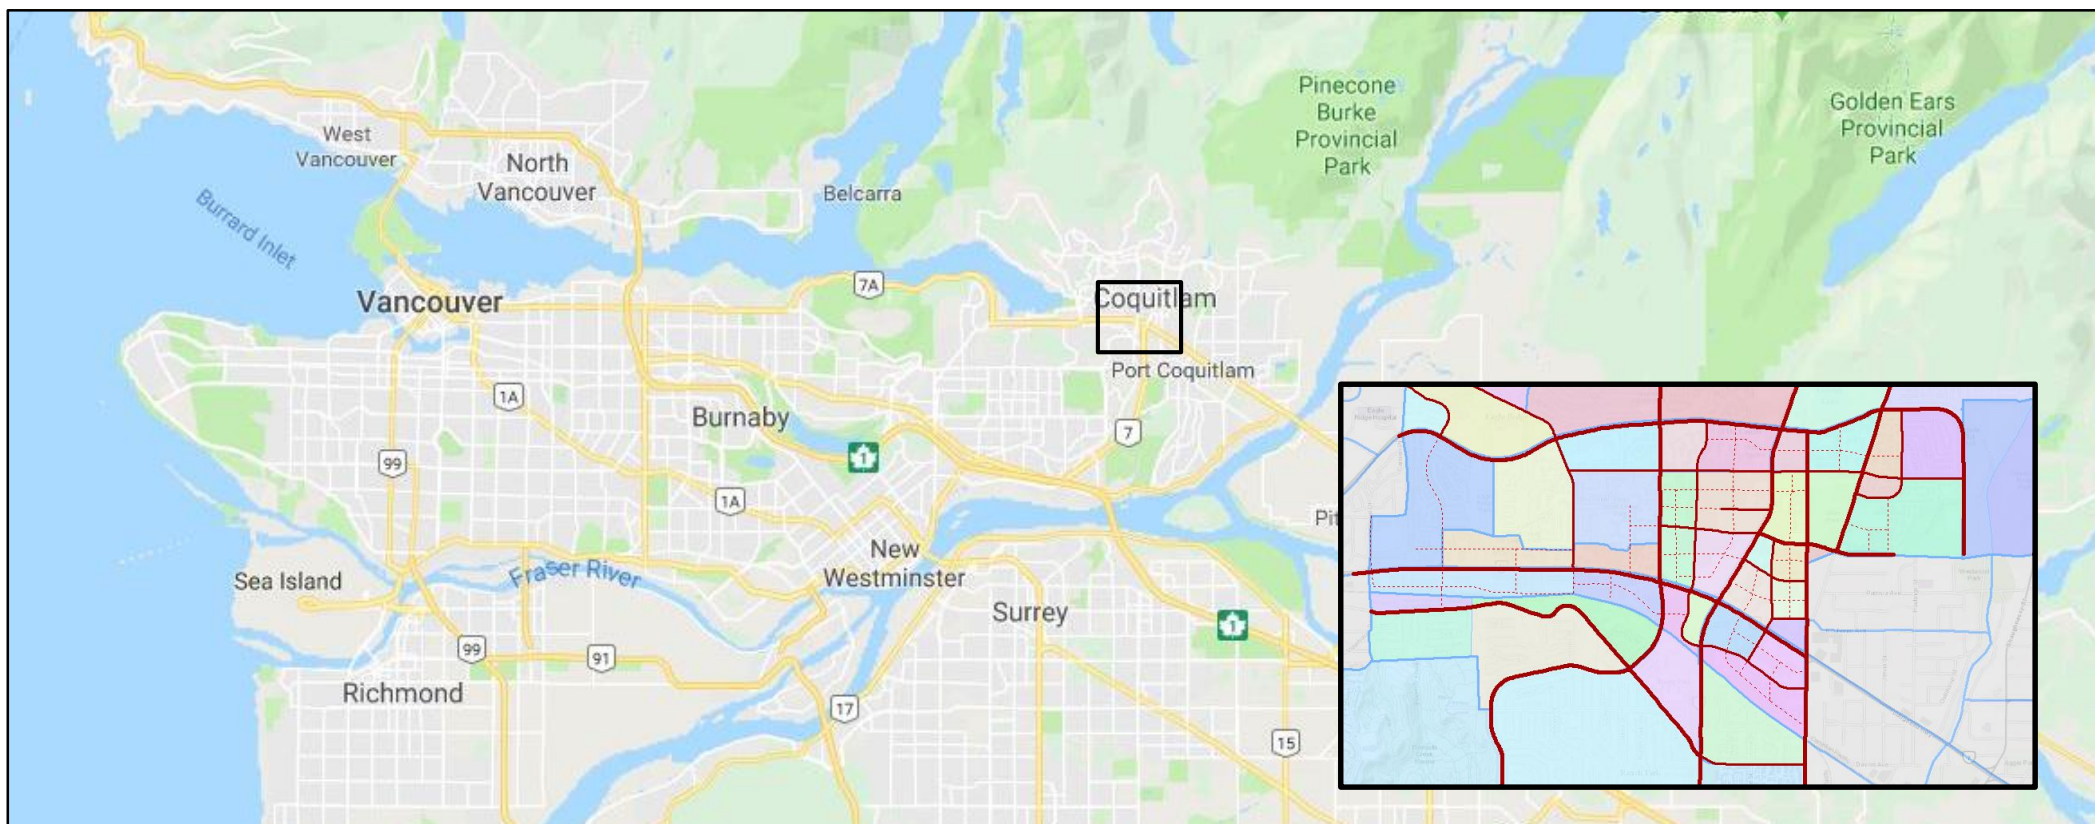 Pinecone
Burke
Provincial
Park
Golden Ears
Provincial
Park
West
Vancouver
North
Vancouver
Belcarra
Burrard Inlet
7A
Vancouver
Coquitlam
Port Coquitlam
1A
Burnaby
7
1
99
1A
Pit
New
Westminster
Fraser River
Sea Island
Surrey
1
99
91
Richmond
17
15